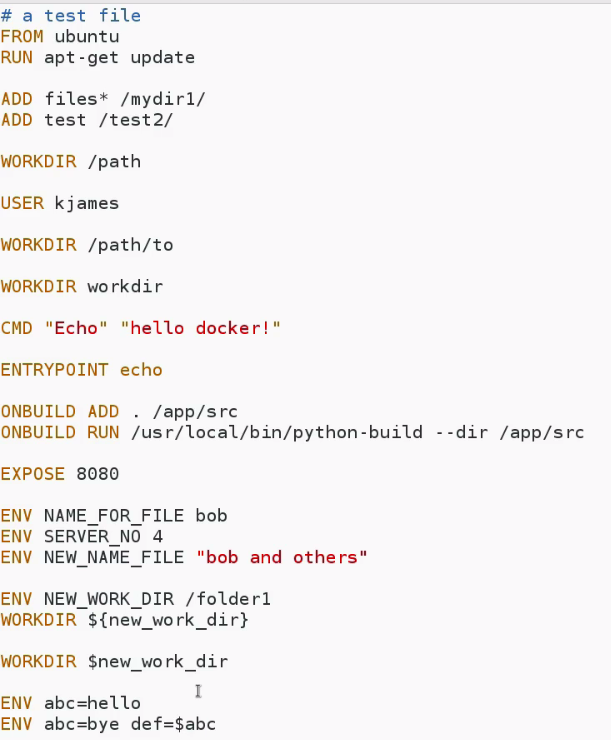 # a test file
FROM ubuntu
RUN apt-get update
ADD files* /mydir1/
ADD test /test2/
WORKDIR /path
USER kjames
WORKDIR /path/to
WORKDIR workdir
CMD "Echo" "hello docker!"
ENTRYPOINT echo
ONBUILD ADD . /app/src
ONBUILD RUN /usr/local/bin/python-build --dir /app/src
EXPOSE 8080
ENV NAME_FOR_FILE bob
ENV SERVER_NO 4
ENV NEW_NAME_FILE "bob and others"
ENV NEW_WORK_DIR /folder1
WORKDIR ${new_work_dir}
WORKDIR $new_work_dir
ENV abc=hello
ENV abc=bye def=$abc